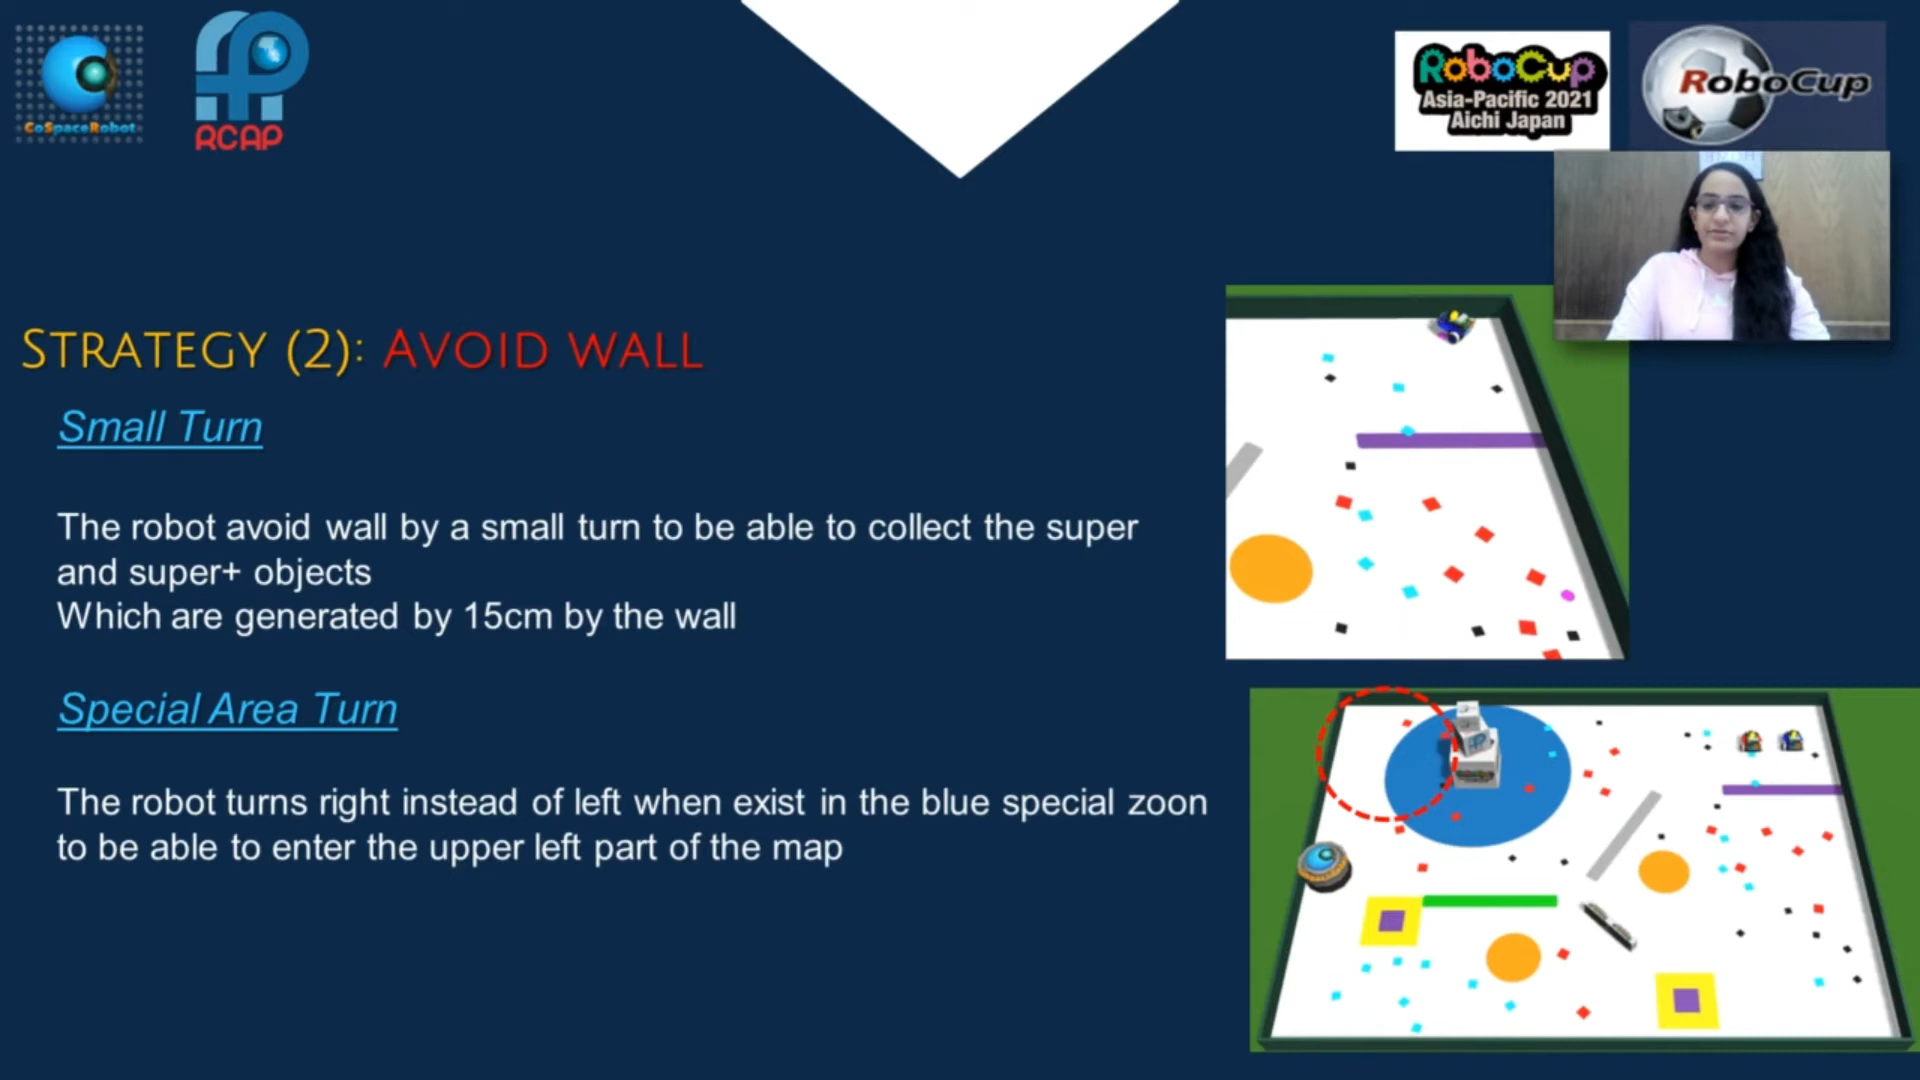 CoSpaceRobot
RCAP
RoboCup
Asia-Pacific 2021
Aichi Japan
RoboCup
Strategy (2): Avoid wall
Small Turn
The robot avoid wall by a small turn to be able to collect the super
and super+ objects
Which are generated by 15cm by the wall
Special Area Turn
The robot turns right instead of left when exist in the blue special zoon
to be able to enter the upper left part of the map